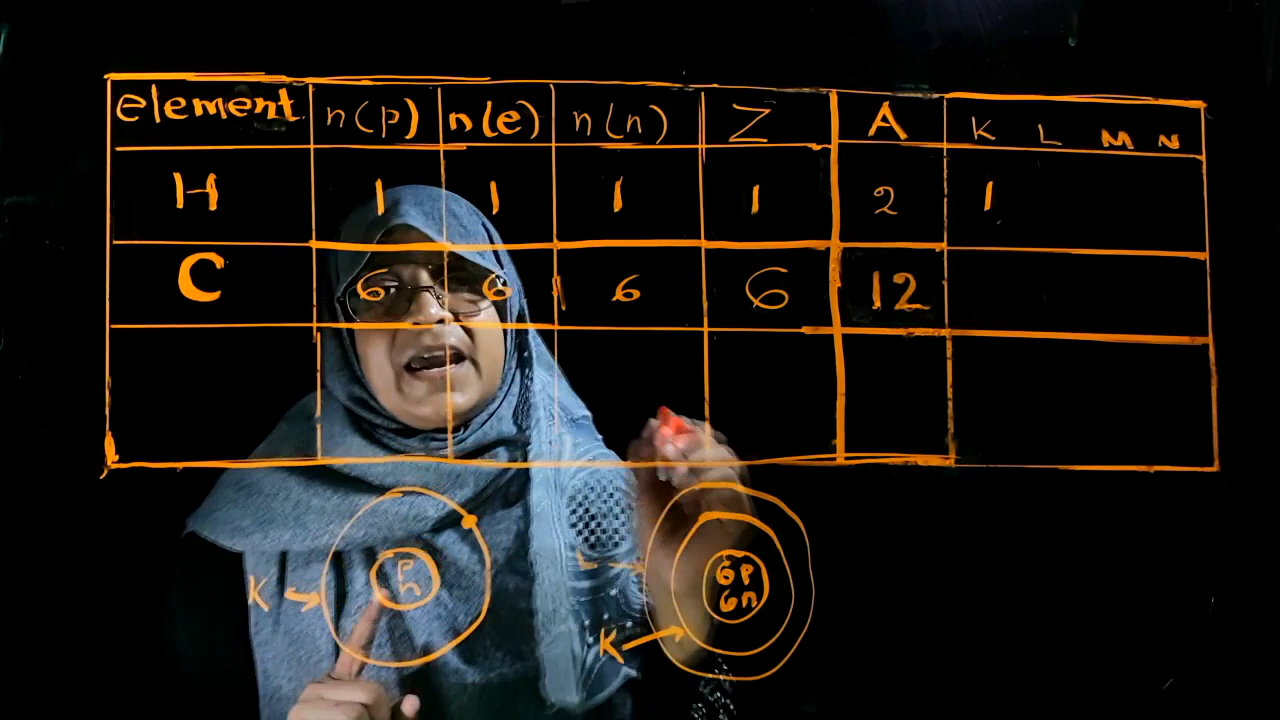 element n(p) n(e) n(n) Z A K L M N
H 1 1 1 1 2 1
C 6 6 6 6 12
K p n
L
6p
6n
K